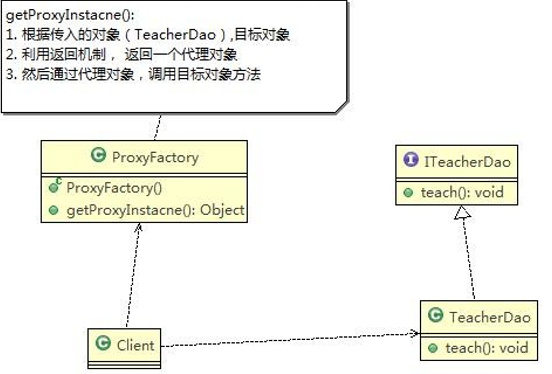 getProxyInstacne():
1. 根据传入的对象（TeacherDao）,目标对象
2. 利用返回机制， 返回一个代理对象
3. 然后通过代理对象，调用目标对象方法
C ProxyFactory
C ProxyFactory()
getProxyInstacne(): Object
I ITeacherDao
teach(): void
C TeacherDao
teach(): void
C Client